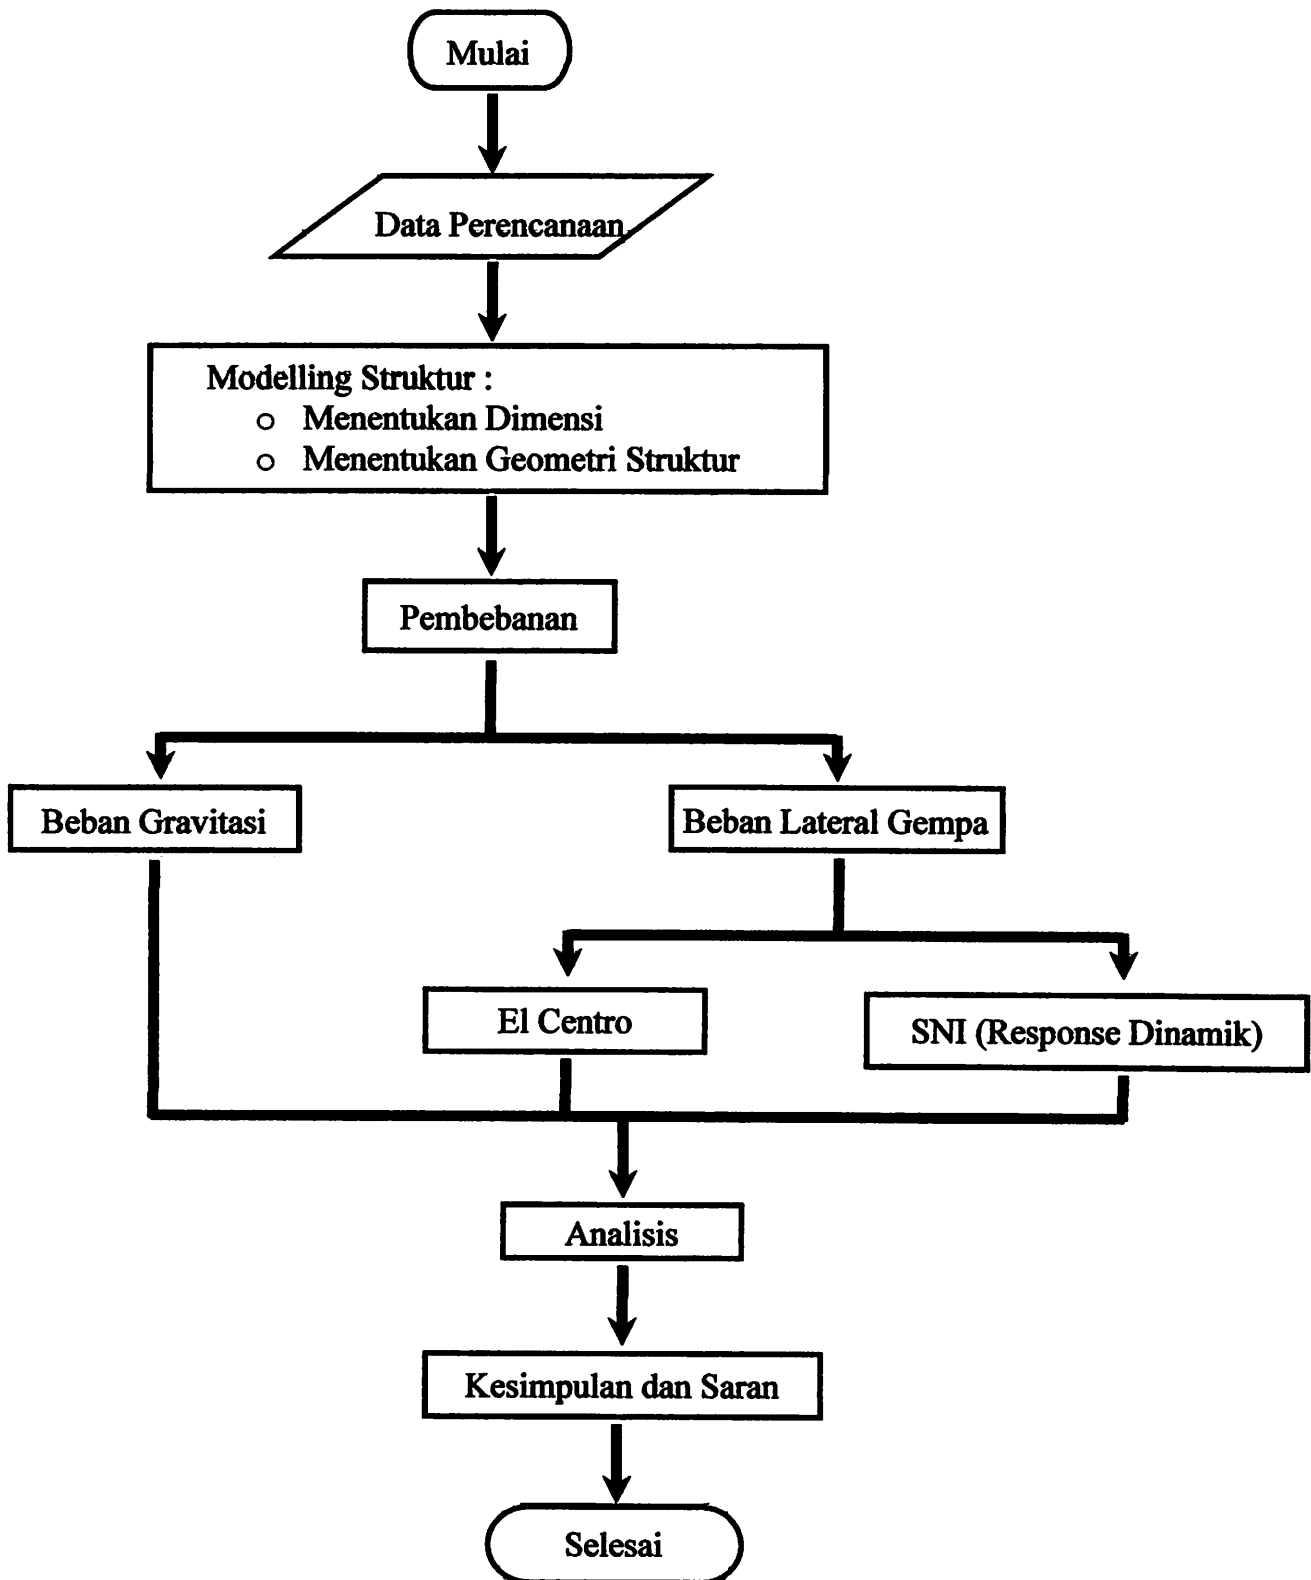 Mulai
Data Perencanaan
Modelling Struktur :
o Menentukan Dimensi
o Menentukan Geometri Struktur
Pembebanan
Beban Gravitasi
Beban Lateral Gempa
El Centro
SNI (Response Dinamik)
Analisis
Kesimpulan dan Saran
Selesai